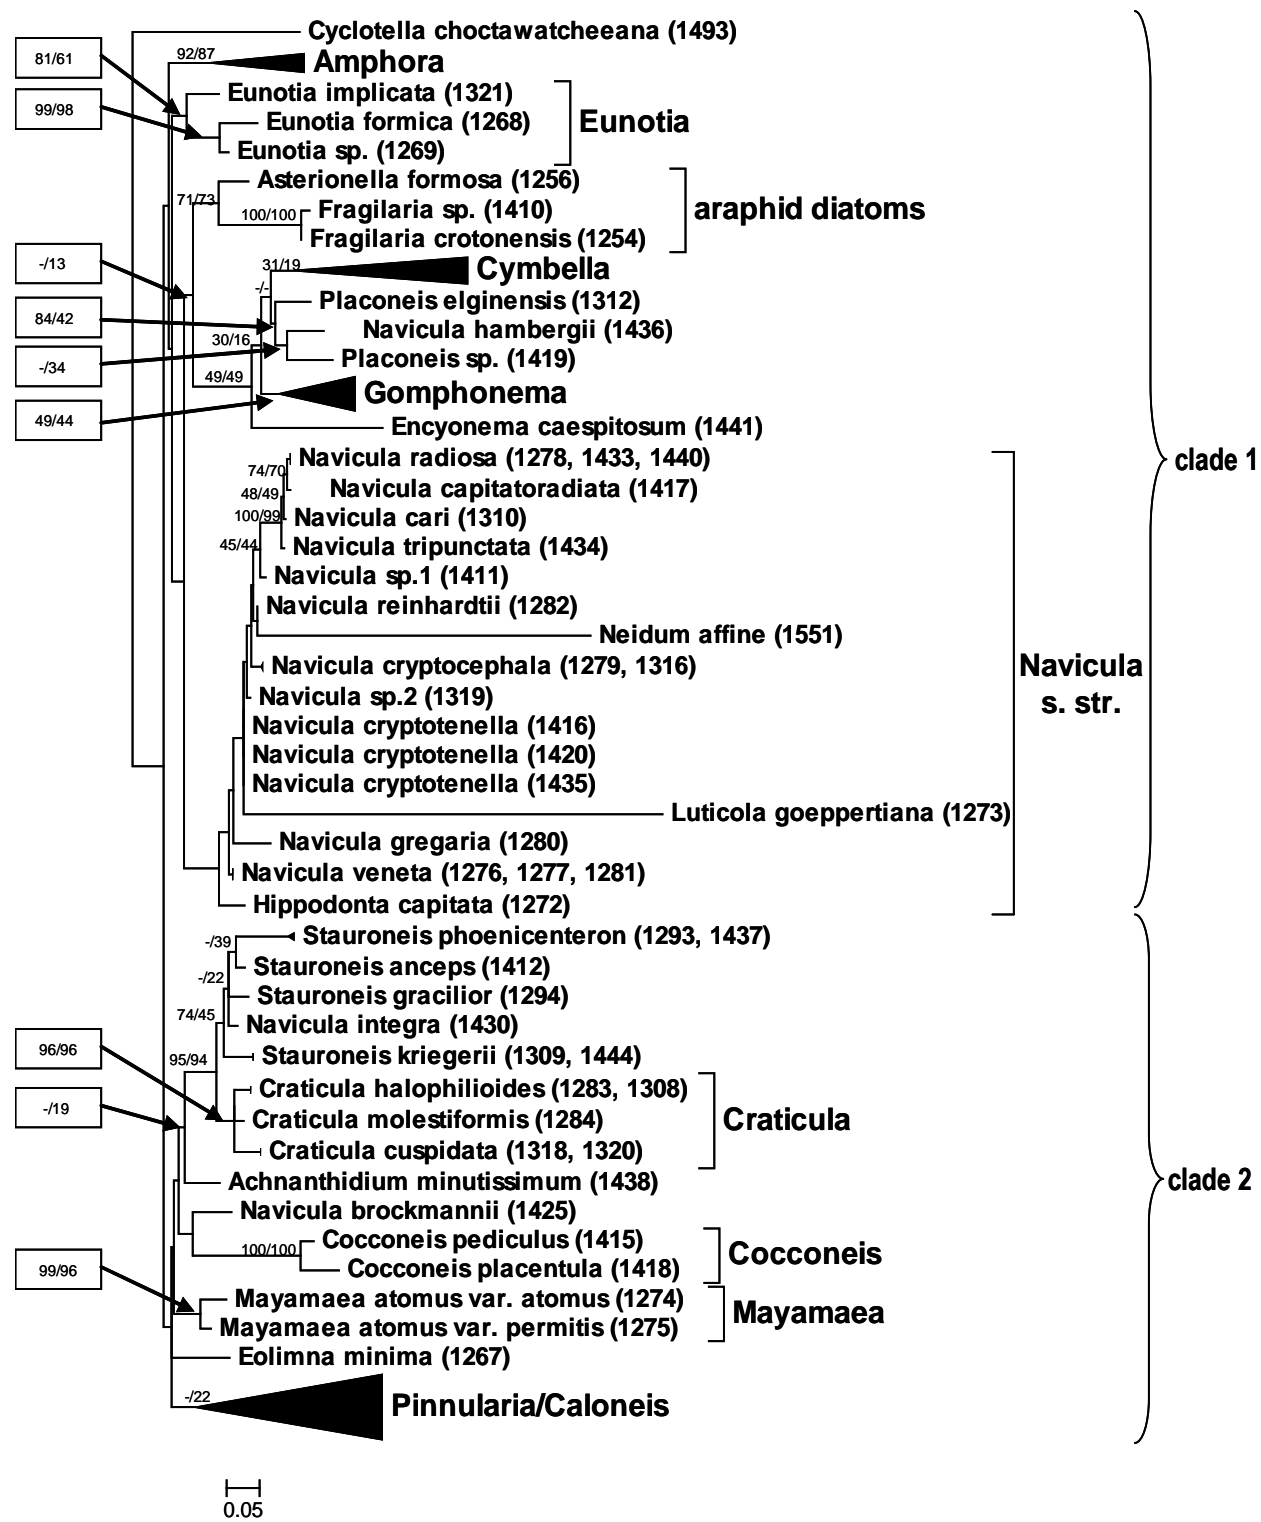 Cyclotella choctawatcheeana (1493)
92/87
Amphora
81/61
Eunotia implicata (1321)
99/98
Eunotia formica (1268)
Eunotia
Eunotia sp. (1269)
Asterionella formosa (1256)
71/73
100/100
Fragilaria sp. (1410)
araphid diatoms
Fragilaria crotonensis (1254)
-/13
31/19
Cymbella
-/-
Placoneis elginensis (1312)
84/42
Navicula hambergii (1436)
30/16
-/34
Placoneis sp. (1419)
49/49
Gomphonema
49/44
Encyonema caespitosum (1441)
Navicula radiosa (1278, 1433, 1440)
clade 1
74/70
Navicula capitatoradiata (1417)
48/49
100/99
Navicula cari (1310)
45/44
Navicula tripunctata (1434)
Navicula sp.1 (1411)
Navicula reinhardtii (1282)
Neidum affine (1551)
Navicula cryptocephala (1279, 1316)
Navicula
s. str.
Navicula sp.2 (1319)
Navicula cryptotenella (1416)
Navicula cryptotenella (1420)
Navicula cryptotenella (1435)
Luticola goeppertiana (1273)
Navicula gregaria (1280)
Navicula veneta (1276, 1277, 1281)
Hippodonta capitata (1272)
-/39
Stauroneis phoenicenteron (1293, 1437)
-/22
Stauroneis anceps (1412)
Stauroneis gracilior (1294)
74/45
Navicula integra (1430)
96/96
95/94
Stauroneis kriegerii (1309, 1444)
Craticula halophilioides (1283, 1308)
-/19
Craticula molestiformis (1284)
Craticula
Craticula cuspidata (1318, 1320)
Achnanthidium minutissimum (1438)
clade 2
Navicula brockmannii (1425)
100/100
Cocconeis pediculus (1415)
Cocconeis
Cocconeis placentula (1418)
99/96
Mayamaea atomus var. atomus (1274)
Mayamaea
Mayamaea atomus var. permitis (1275)
Eolimna minima (1267)
-/22
Pinnularia/Caloneis
0.05